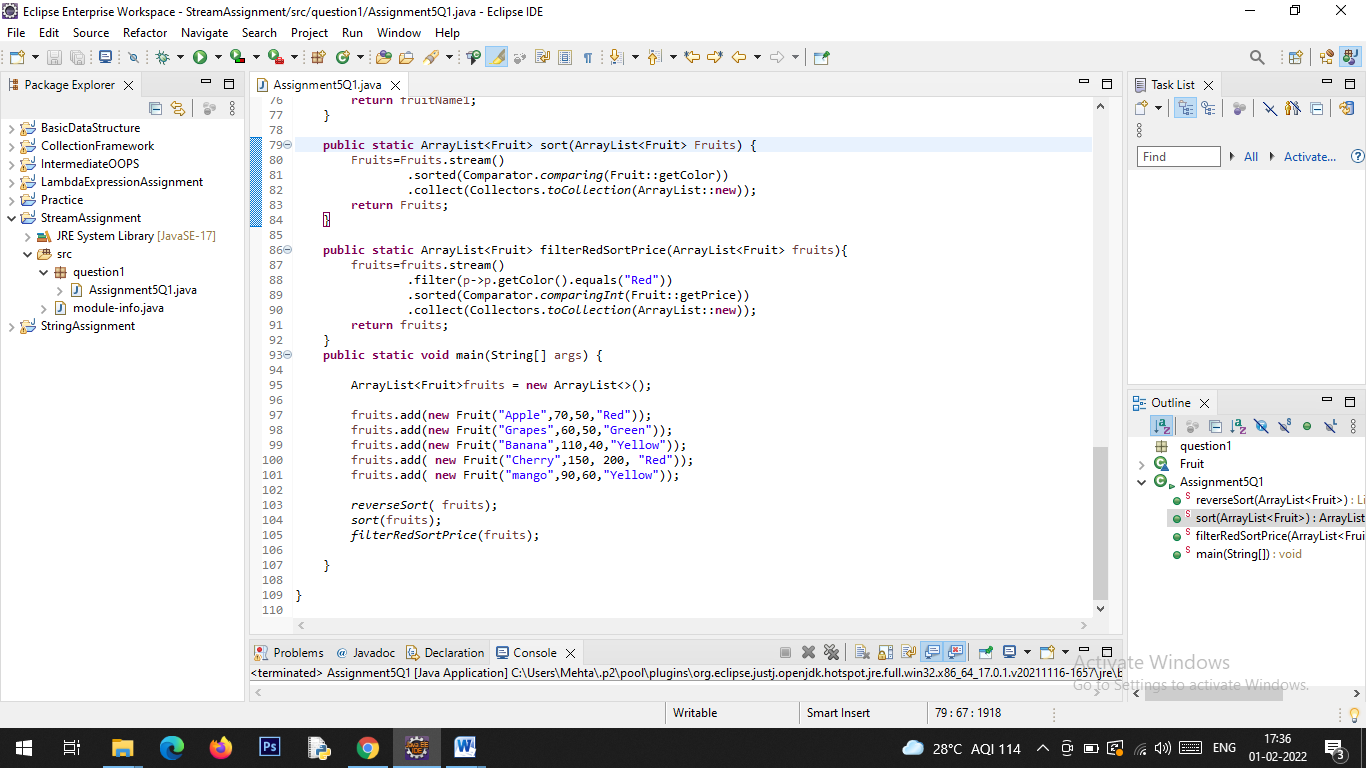 Eclipse Enterprise Workspace - StreamAssignment/src/question1/Assignment5Q1.java - Eclipse IDE
File Edit Source Refactor Navigate Search Project Run Window Help
Package Explorer
BasicDataStructure
CollectionFramework
IntermediateOOPS
LambdaExpressionAssignment
Practice
StreamAssignment
JRE System Library [JavaSE-17]
src
question1
Assignment5Q1.java
module-info.java
StringAssignment
Assignment5Q1.java
76 return fruitName1;
77 }
78
79 public static ArrayList<Fruit> sort(ArrayList<Fruit> Fruits) {
80 Fruits=Fruits.stream()
81 .sorted(Comparator.comparing(Fruit::getColor))
82 .collect(Collectors.toCollection(ArrayList::new));
83 return Fruits;
84 }
85
86 public static ArrayList<Fruit> filterRedSortPrice(ArrayList<Fruit> fruits){
87 fruits=fruits.stream()
88 .filter(p->p.getColor().equals("Red"))
89 .sorted(Comparator.comparingInt(Fruit::getPrice))
90 .collect(Collectors.toCollection(ArrayList::new));
91 return fruits;
92 }
93 public static void main(String[] args) {
94
95 ArrayList<Fruit>fruits = new ArrayList<>();
96
97 fruits.add(new Fruit("Apple",70,50,"Red"));
98 fruits.add(new Fruit("Grapes",60,50,"Green"));
99 fruits.add(new Fruit("Banana",110,40,"Yellow"));
100 fruits.add( new Fruit("Cherry",150, 200, "Red"));
101 fruits.add( new Fruit("mango",90,60,"Yellow"));
102
103 reverseSort( fruits);
104 sort(fruits);
105 filterRedSortPrice(fruits);
106
107 }
108
109 }
110
Task List
Find All Activate...
Outline
question1
Fruit
Assignment5Q1
reverseSort(ArrayList<Fruit>) : Li
sort(ArrayList<Fruit>) : ArrayList
filterRedSortPrice(ArrayList<Frui
main(String[]) : void
Problems Javadoc Declaration Console
<terminated> Assignment5Q1 [Java Application] C:\Users\Mehta\.p2\pool\plugins\org.eclipse.justj.openjdk.hotspot.jre.full.win32.x86_64_17.0.1.v20211116-1657\jre\b
Activate Windows
Go to Settings to activate Windows.
Writable Smart Insert 79 : 67 : 1918
28°C AQI 114 ENG 17:36
01-02-2022
3